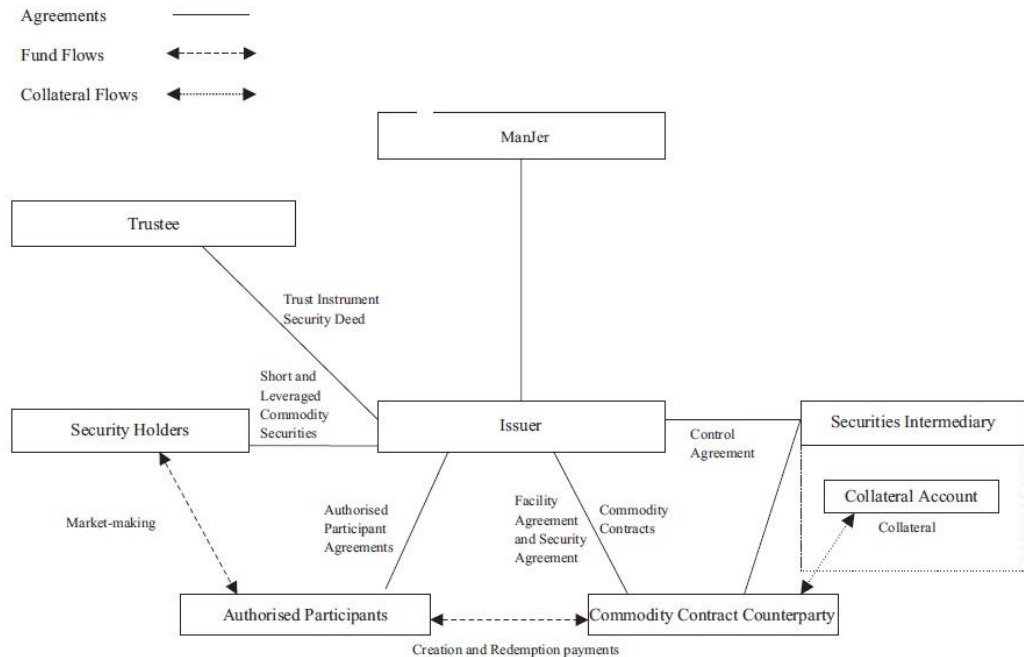 Agreements
Fund Flows
Collateral Flows
ManJer
Trustee
Trust Instrument
Security Deed
Short and
Leveraged
Commodity
Securities
Security Holders
Issuer
Control
Agreement
Securities Intermediary
Collateral Account
Collateral
Market-making
Authorised
Participant
Agreements
Facility
Agreement
and Security
Agreement
Commodity
Contracts
Authorised Participants
Commodity Contract Counterparty
Creation and Redemption payments